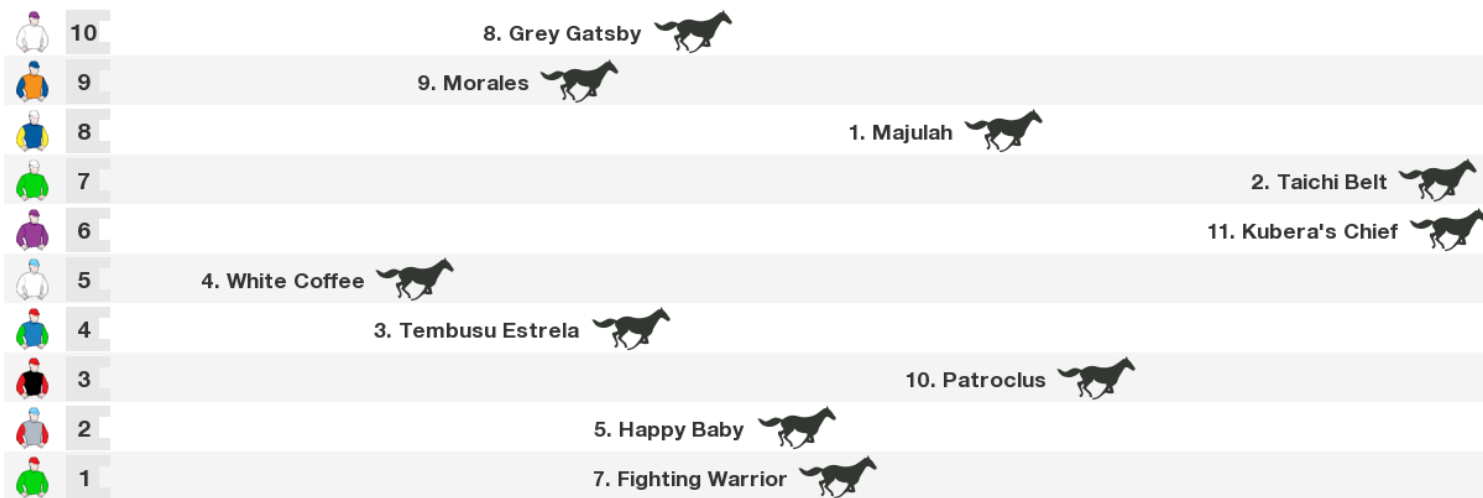 10 8. Grey Gatsby
9 9. Morales
8 1. Majulah
7 2. Taichi Belt
6 11. Kubera's Chief
5 4. White Coffee
4 3. Tembusu Estrela
3 10. Patroclus
2 5. Happy Baby
1 7. Fighting Warrior